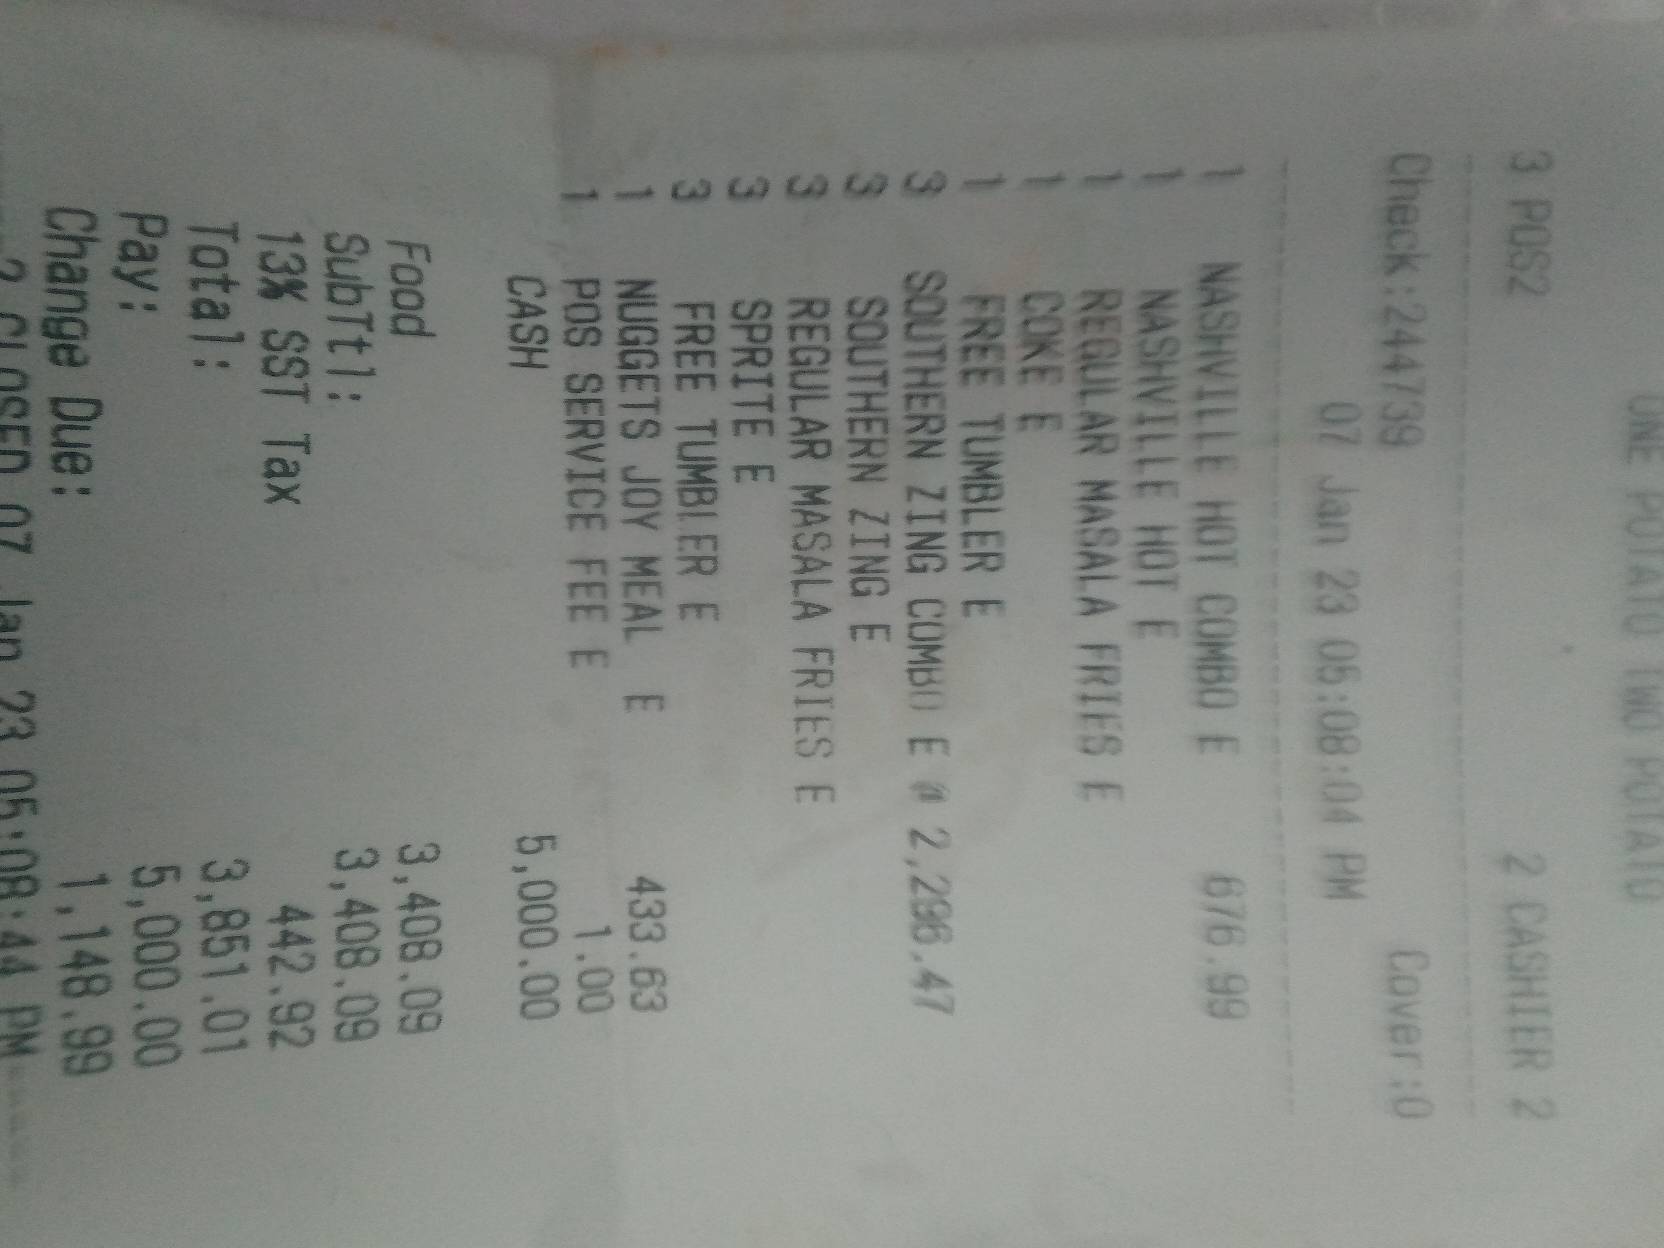 ONE POTATO TWO POTATO
3 POS2 2 CASHIER 2
Check:244739 Cover:0
07 Jan 23 05:08:04 PM
1 NASHVILLE HOT COMBO E 676.99
1 NASHVILLE HOT E
1 REGULAR MASALA FRIES E
1 COKE E
1 FREE TUMBLER E
3 SOUTHERN ZING COMBO E @ 2,296.47
3 SOUTHERN ZING E
3 REGULAR MASALA FRIES E
3 SPRITE E
3 FREE TUMBLER E
1 NUGGETS JOY MEAL E 433.63
1 POS SERVICE FEE E 1.00
CASH 5,000.00
Food 3,408.09
SubTtl: 3,408.09
13% SST Tax 442.92
Total: 3,851.01
Pay: 5,000.00
Change Due: 1,148.99
2 CLOSED 07 Jan 23 05:08:44 PM